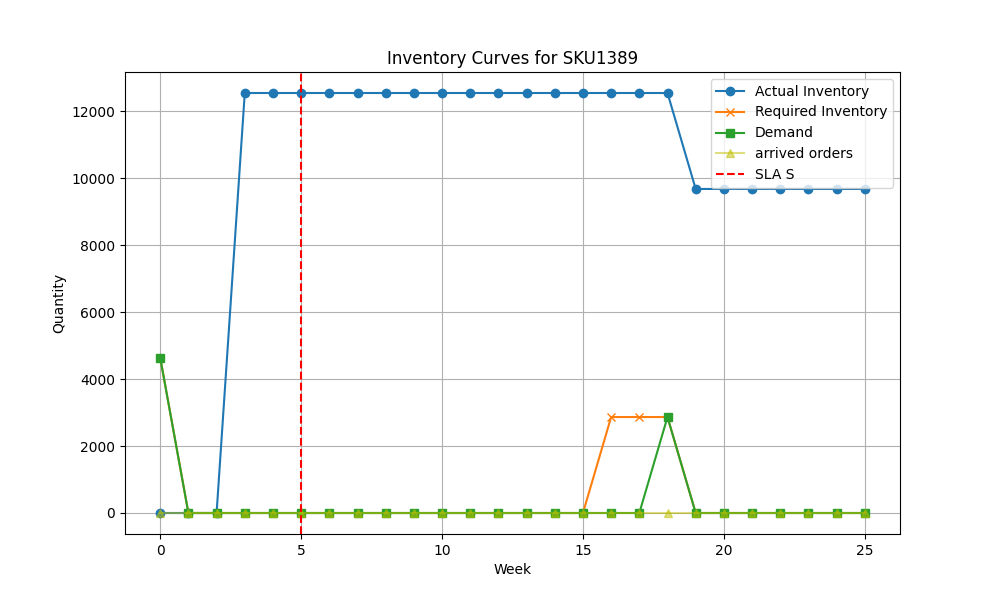 Inventory Curves for SKU1389
Actual Inventory
Required Inventory
Demand
arrived orders
SLA S
12000
10000
8000
6000
4000
2000
0
Quantity
0 5 10 15 20 25
Week